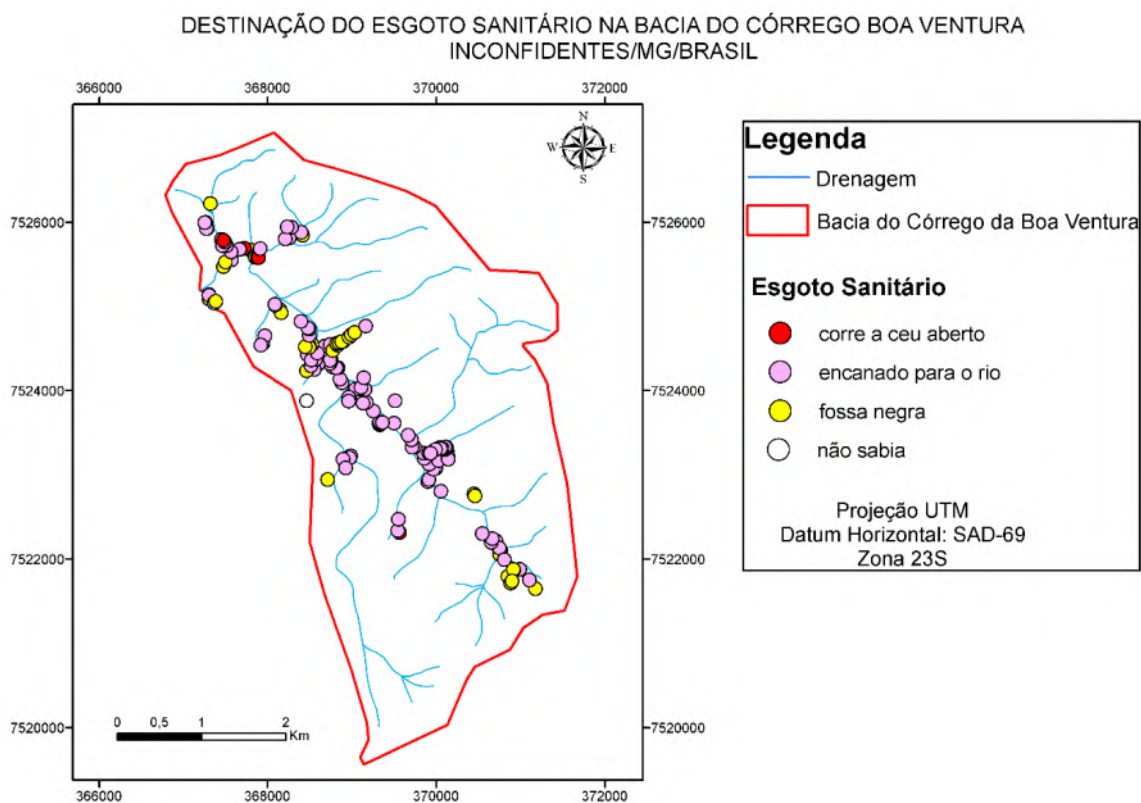 DESTINAÇÃO DO ESGOTO SANITÁRIO NA BACIA DO CÓRREGO BOA VENTURA
INCONFIDENTES/MG/BRASIL
366000 368000 370000 372000
N
W E
S
7526000 7526000
7524000 7524000
7522000 7522000
7520000 7520000
0 0,5 1 2
Km
366000 368000 370000 372000
Legenda
Drenagem
Bacia do Córrego da Boa Ventura
Esgoto Sanitário
corre a ceu aberto
encanado para o rio
fossa negra
não sabia
Projeção UTM
Datum Horizontal: SAD-69
Zona 23S